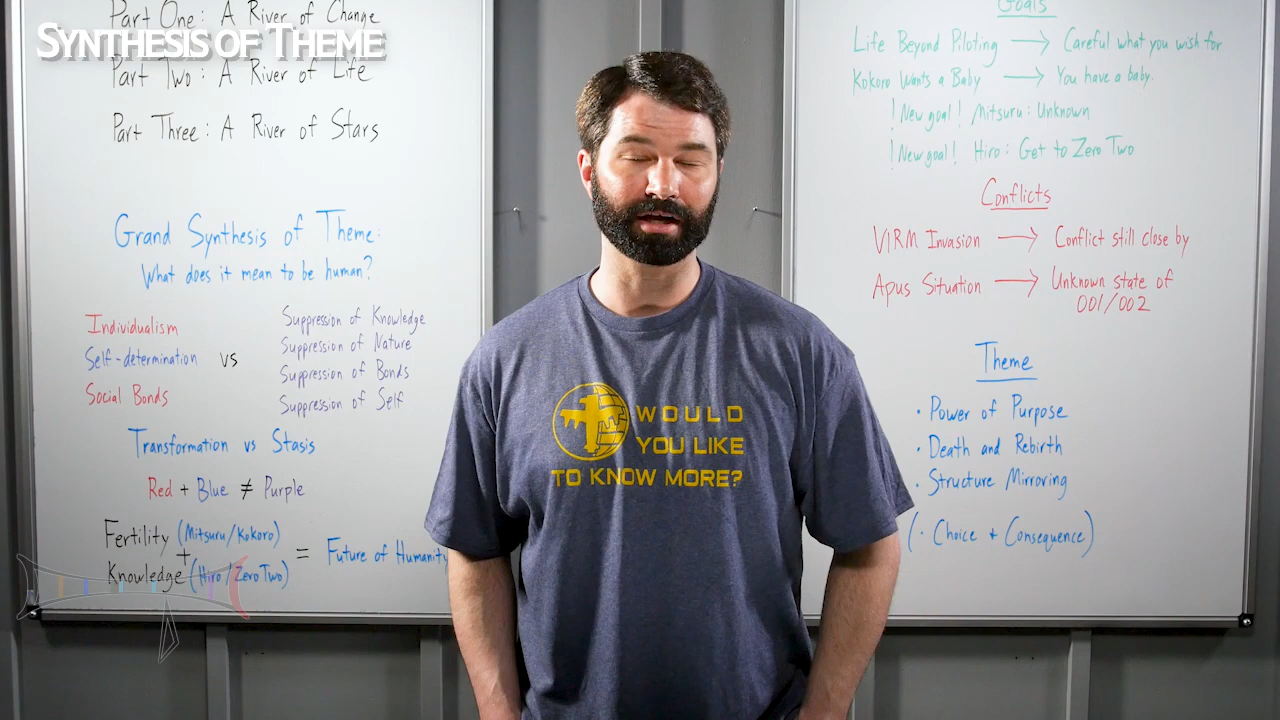 Part One: A River of Change
SYNTHESIS OF THEME
Part Two: A River of Life
Part Three: A River of Stars
Grand Synthesis of Theme:
What does it mean to be human?
Individualism
Self-determination
Social Bonds
vs
Suppression of Knowledge
Suppression of Nature
Suppression of Bonds
Suppression of Self
Transformation vs Stasis
Red + Blue ≠ Purple
Fertility (Mitsuru/Kokoro)
+
Knowledge (Hiro/Zero Two)
= Future of Humanity
WOULD
YOU LIKE
TO KNOW MORE?
Goals
Life Beyond Piloting → Careful what you wish for
Kokoro Wants a Baby → You have a baby.
!New goal! Mitsuru: Unknown
!New goal! Hiro: Get to Zero Two
Conflicts
VIRM Invasion → Conflict still close by
Apus Situation → Unknown state of
001/002
Theme
• Power of Purpose
• Death and Rebirth
• Structure Mirroring
(• Choice + Consequence)